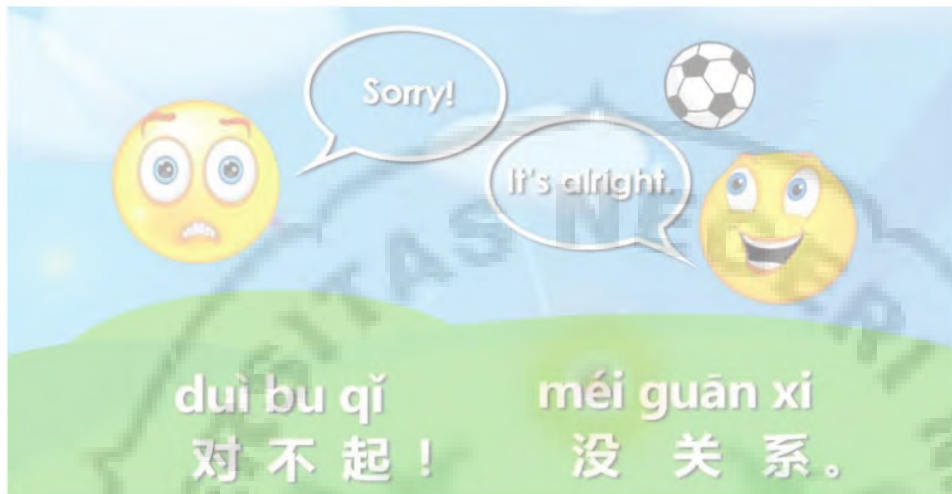 Sorry!
It's alright.
duì bu qǐ
对不起！
méi guān xi
没关系。